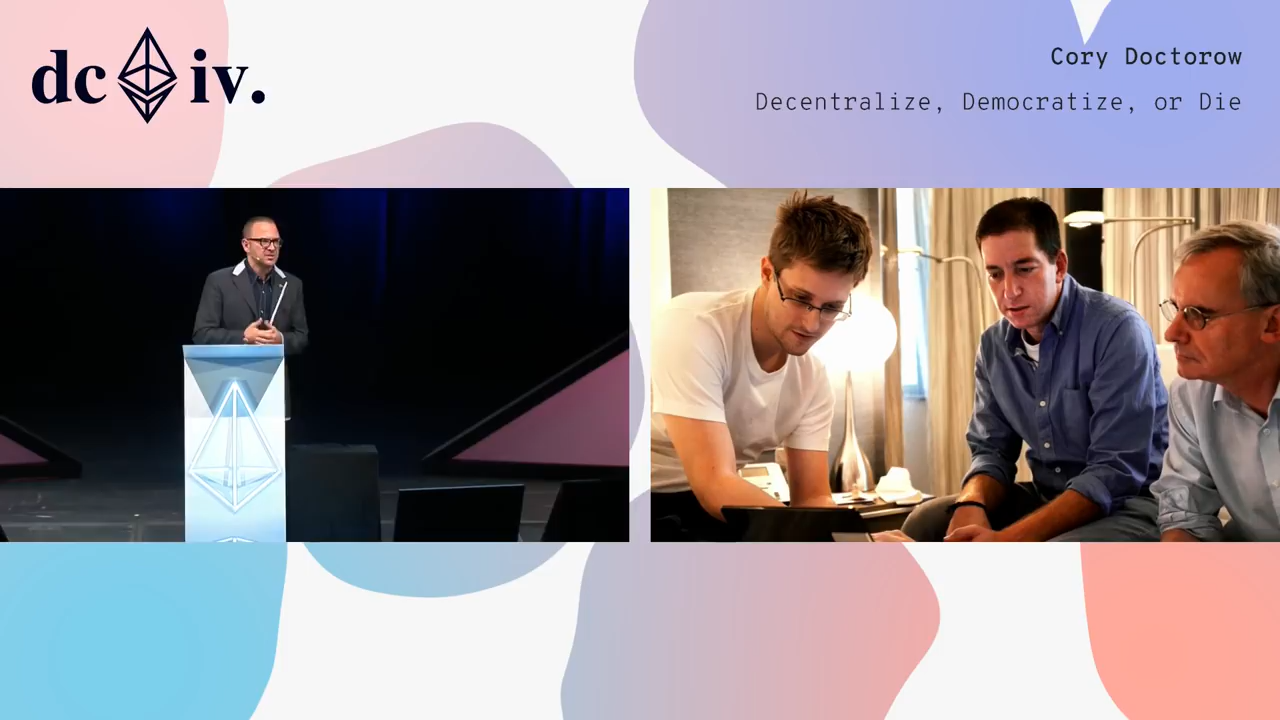 dc iv.
Cory Doctorow
Decentralize, Democratize, or Die